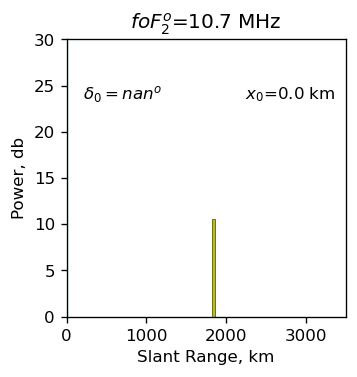 foF₂ᵒ=10.7 MHz
30
25
δ₀ = nanᵒ x₀=0.0 km
20
15
10
5
0
Power, db
0 1000 2000 3000
Slant Range, km